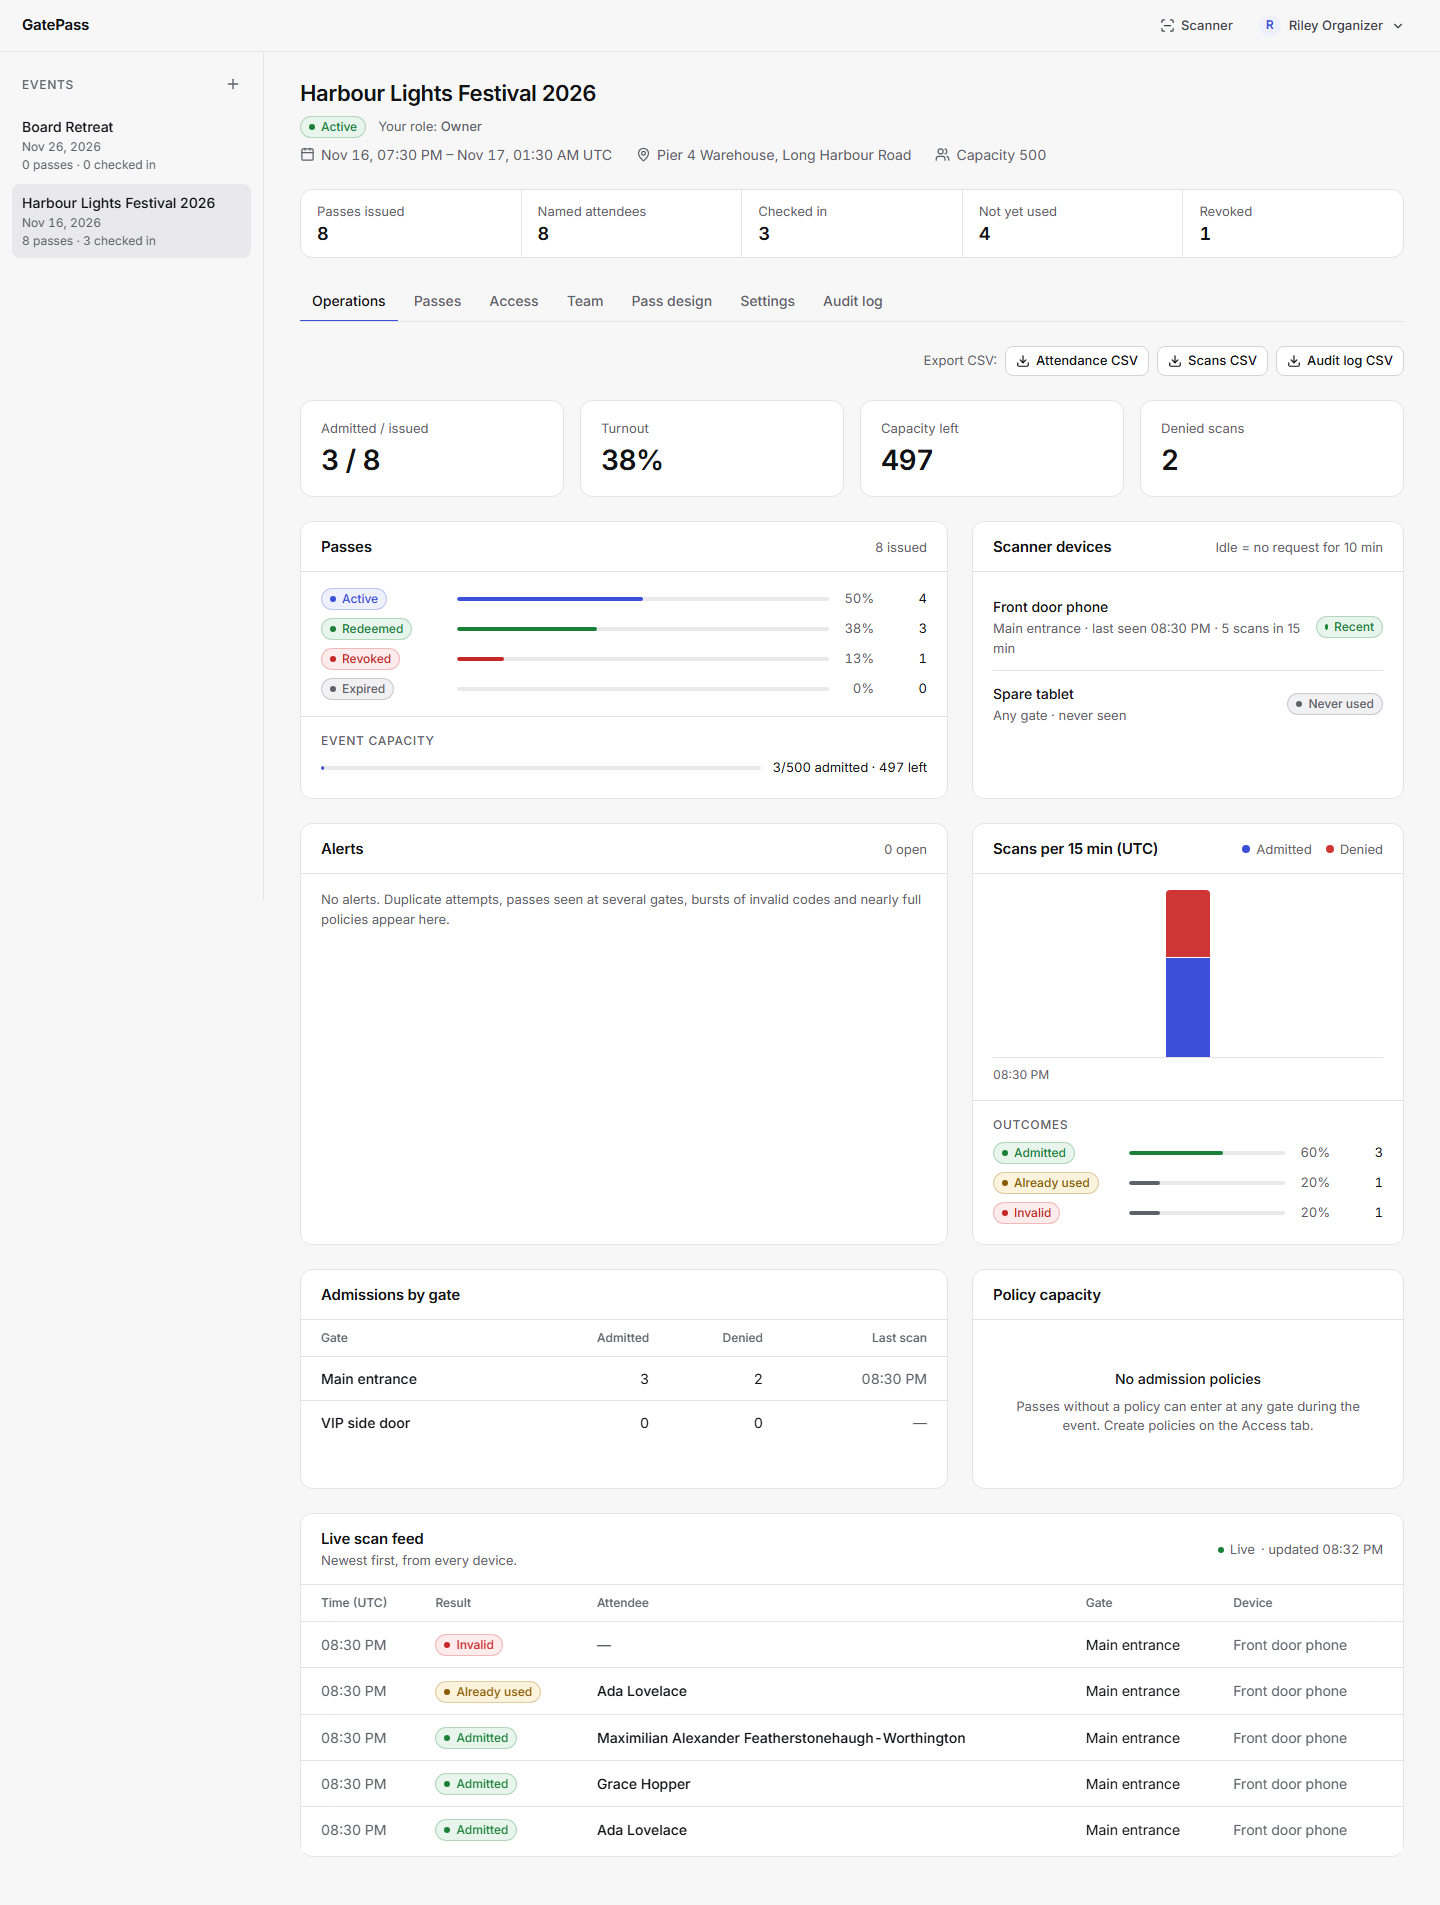 GatePass
Scanner
R
Riley Organizer
EVENTS
Board Retreat
Nov 26, 2026
0 passes · 0 checked in
Harbour Lights Festival 2026
Nov 16, 2026
8 passes · 3 checked in
Harbour Lights Festival 2026
Active
Your role: Owner
Nov 16, 07:30 PM – Nov 17, 01:30 AM UTC
Pier 4 Warehouse, Long Harbour Road
Capacity 500
Passes issued
8
Named attendees
8
Checked in
3
Not yet used
4
Revoked
1
Operations
Passes
Access
Team
Pass design
Settings
Audit log
Export CSV:
Attendance CSV
Scans CSV
Audit log CSV
Admitted / issued
3 / 8
Turnout
38%
Capacity left
497
Denied scans
2
Passes
8 issued
Active 50% 4
Redeemed 38% 3
Revoked 13% 1
Expired 0% 0
EVENT CAPACITY
3/500 admitted · 497 left
Scanner devices
Idle = no request for 10 min
Front door phone
Main entrance · last seen 08:30 PM · 5 scans in 15
min
Recent
Spare tablet
Any gate · never seen
Never used
Alerts
0 open
No alerts. Duplicate attempts, passes seen at several gates, bursts of invalid codes and nearly full
policies appear here.
Scans per 15 min (UTC)
Admitted
Denied
08:30 PM
OUTCOMES
Admitted 60% 3
Already used 20% 1
Invalid 20% 1
Admissions by gate
Gate Admitted Denied Last scan
Main entrance 3 2 08:30 PM
VIP side door 0 0 —
Policy capacity
No admission policies
Passes without a policy can enter at any gate during the
event. Create policies on the Access tab.
Live scan feed
Newest first, from every device.
Live · updated 08:32 PM
Time (UTC) Result Attendee Gate Device
08:30 PM Invalid — Main entrance Front door phone
08:30 PM Already used Ada Lovelace Main entrance Front door phone
08:30 PM Admitted Maximilian Alexander Featherstonehaugh-Worthington Main entrance Front door phone
08:30 PM Admitted Grace Hopper Main entrance Front door phone
08:30 PM Admitted Ada Lovelace Main entrance Front door phone